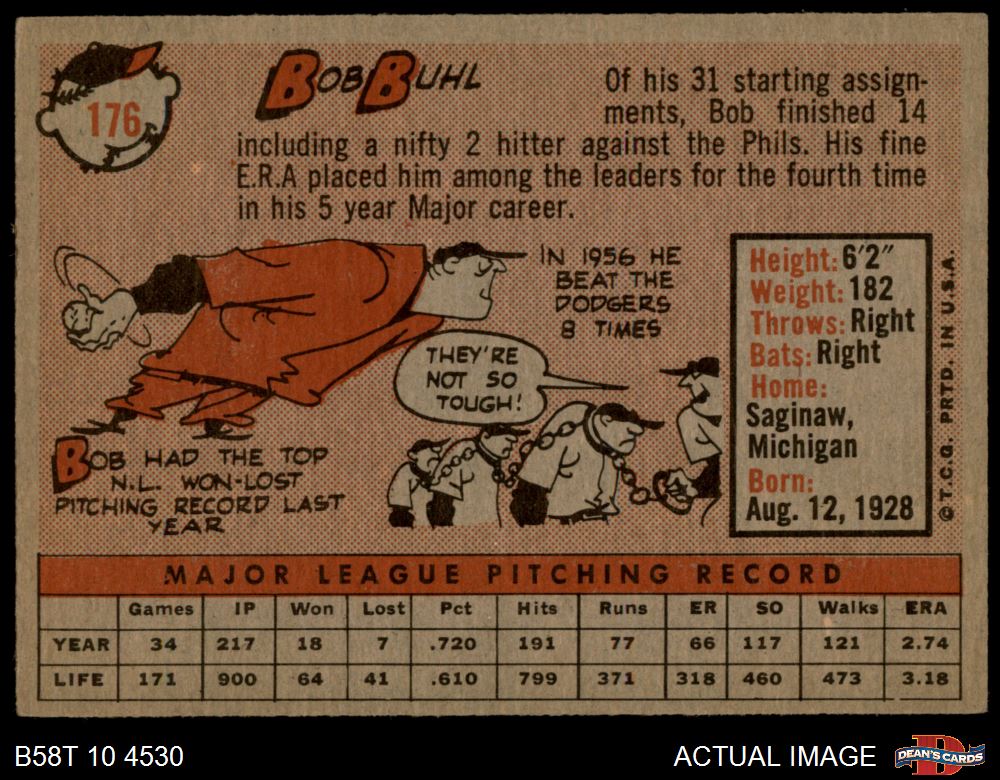 176
BOB BUHL
Of his 31 starting assign-
ments, Bob finished 14
including a nifty 2 hitter against the Phils. His fine
E.R.A placed him among the leaders for the fourth time
in his 5 year Major career.
IN 1956 HE
BEAT THE
DODGERS
8 TIMES
THEY'RE
NOT SO
TOUGH!
BOB HAD THE TOP
N.L. WON-LOST
PITCHING RECORD LAST
YEAR
Height: 6'2"
Weight: 182
Throws: Right
Bats: Right
Home:
Saginaw,
Michigan
Born:
Aug. 12, 1928
© T.C.G. PRTD. IN U.S.A.
MAJOR LEAGUE PITCHING RECORD
Games IP Won Lost Pct Hits Runs ER SO Walks ERA
YEAR 34 217 18 7 .720 191 77 66 117 121 2.74
LIFE 171 900 64 41 .610 799 371 318 460 473 3.18
B58T 10 4530
ACTUAL IMAGE
D
DEAN'S CARDS